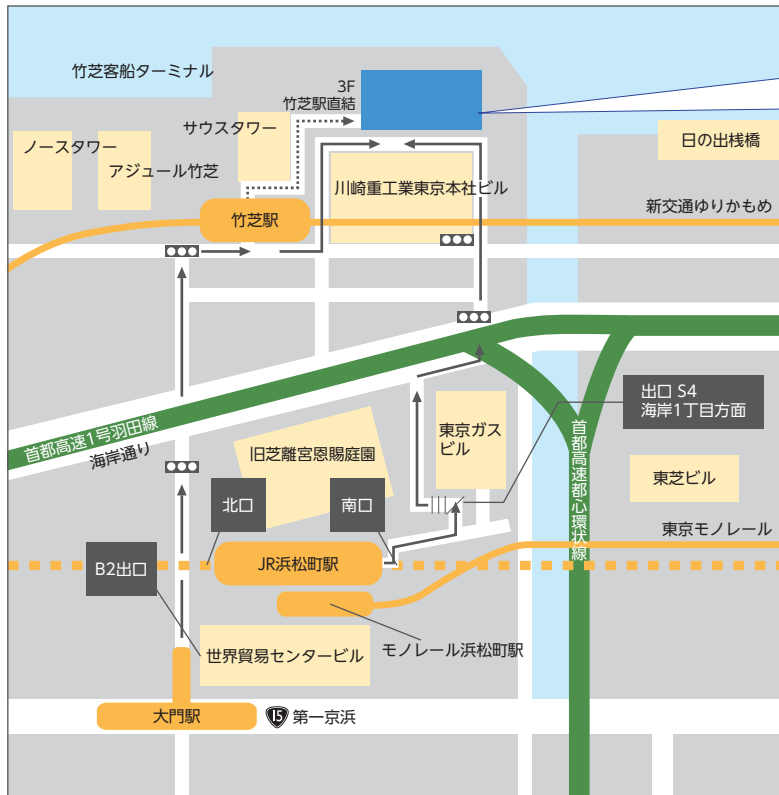 竹芝客船ターミナル
3F
竹芝駅直結
サウスタワー
ノースタワー
アジュール竹芝
日の出桟橋
川崎重工業東京本社ビル
竹芝駅
新交通ゆりかもめ
首都高速1号羽田線
海岸通り
出口 S4
海岸1丁目方面
東京ガス
ビル
旧芝離宮恩賜庭園
首都高速都心環状線
東芝ビル
北口
南口
東京モノレール
B2出口
JR浜松町駅
モノレール浜松町駅
世界貿易センタービル
大門駅
15
第一京浜